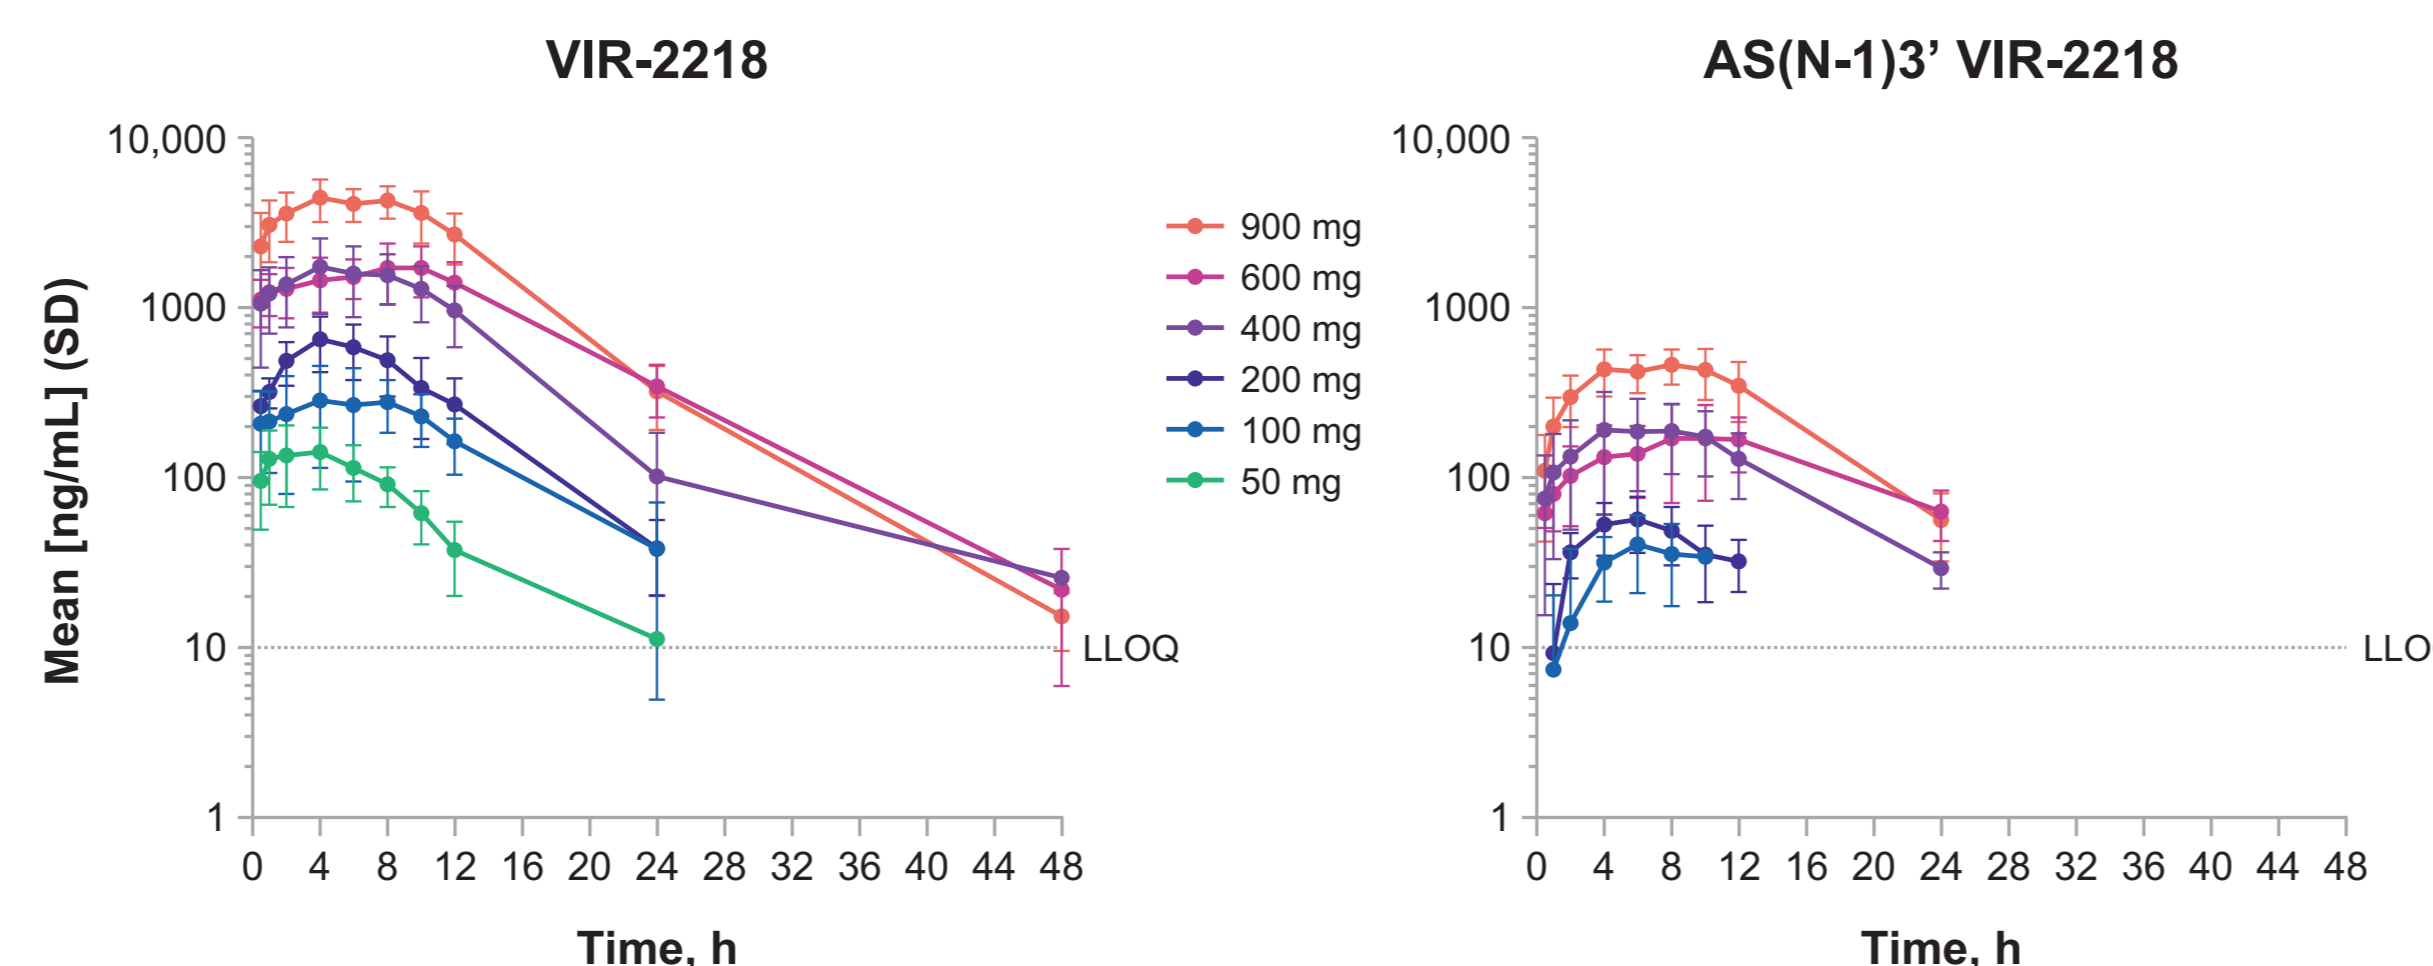 VIR-2218
10,000
1000
100
10
1
Mean [ng/mL] (SD)
LLOQ
0 4 8 12 16 20 24 28 32 36 40 44 48
Time, h
900 mg
600 mg
400 mg
200 mg
100 mg
50 mg
AS(N-1)3’ VIR-2218
10,000
1000
100
10
1
LLO
0 4 8 12 16 20 24 28 32 36 40 44 48
Time, h